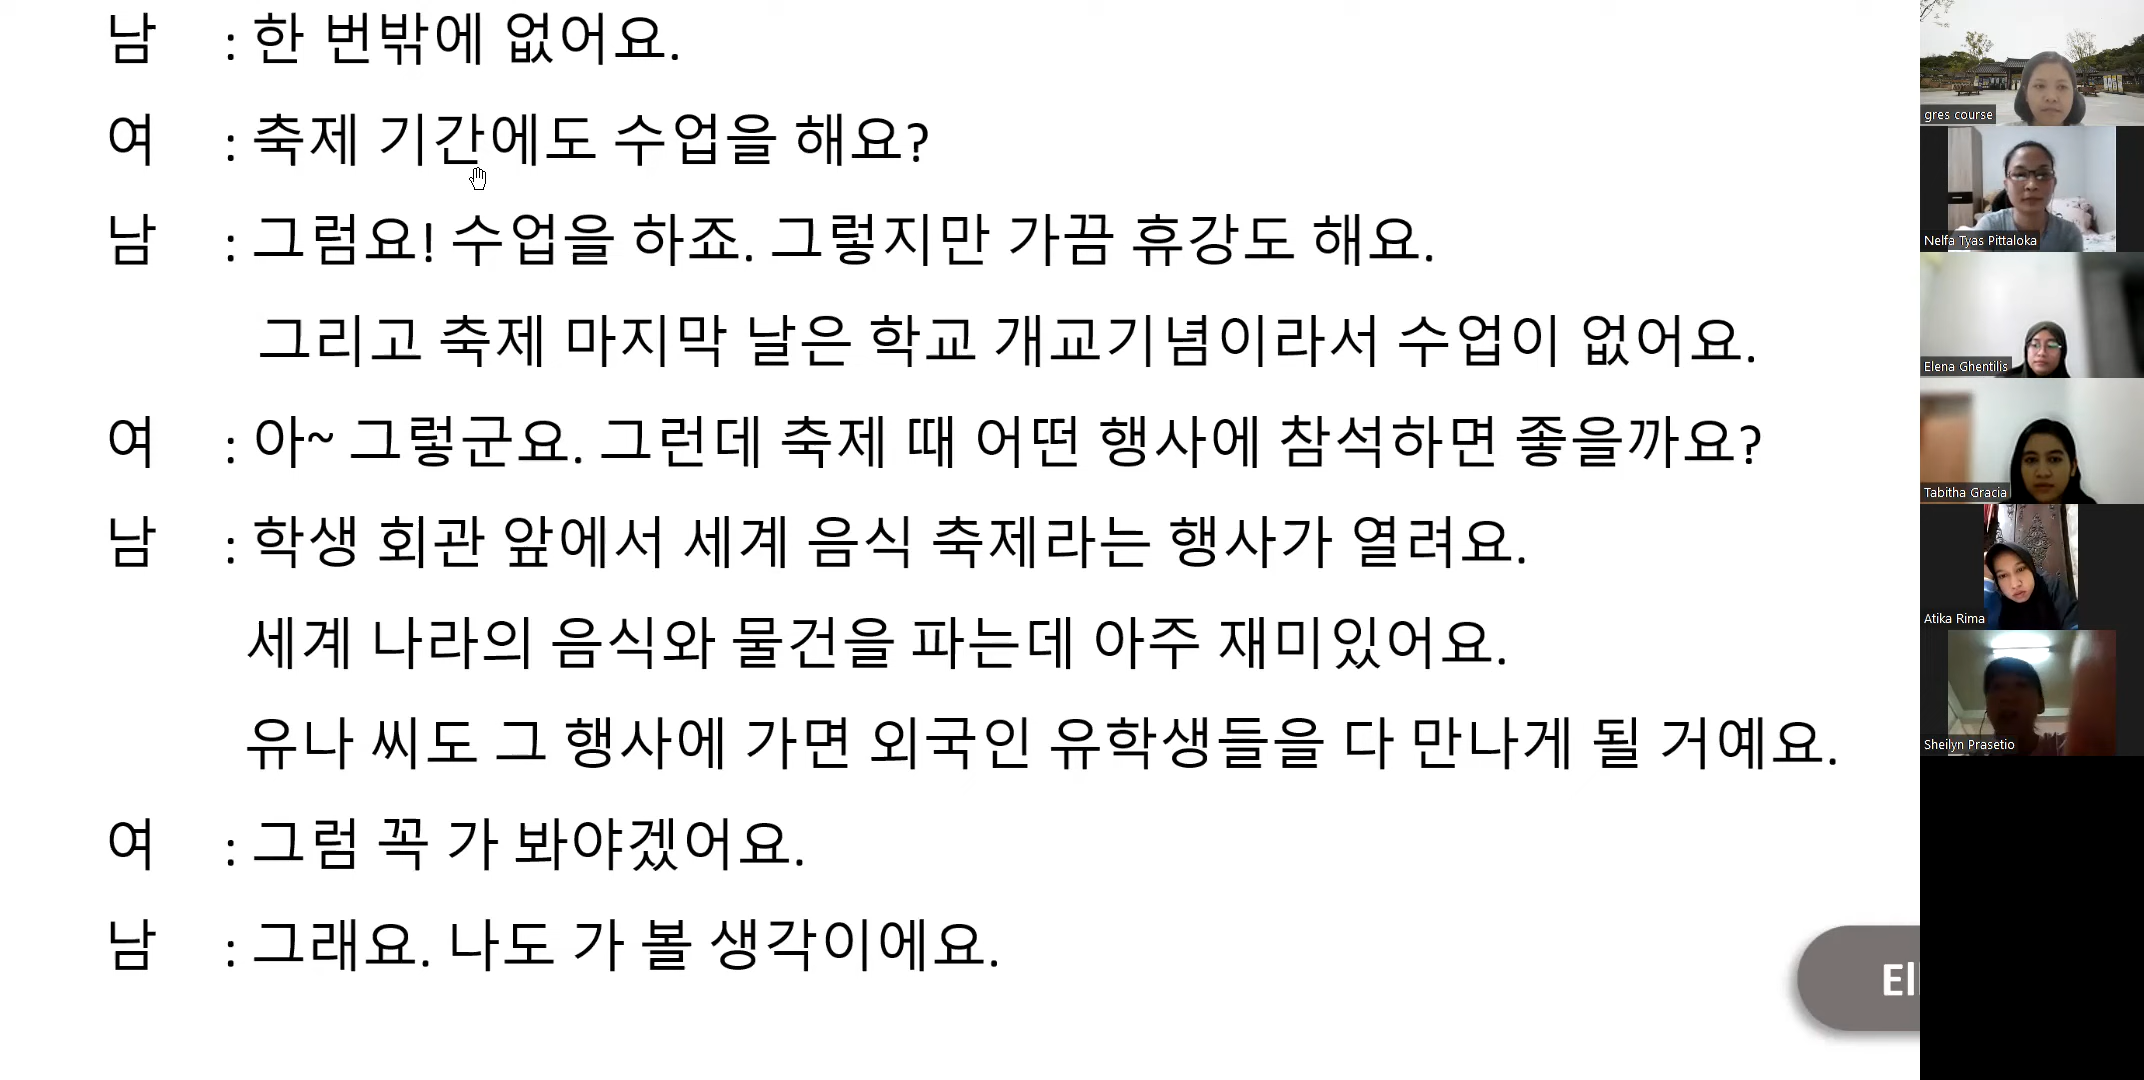 남 : 한 번밖에 없어요.
여 : 축제 기간에도 수업을 해요?
남 : 그럼요! 수업을 하죠. 그렇지만 가끔 휴강도 해요.
그리고 축제 마지막 날은 학교 개교기념이라서 수업이 없어요.
여 : 아~ 그렇군요. 그런데 축제 때 어떤 행사에 참석하면 좋을까요?
남 : 학생 회관 앞에서 세계 음식 축제라는 행사가 열려요.
세계 나라의 음식와 물건을 파는데 아주 재미있어요.
유나 씨도 그 행사에 가면 외국인 유학생들을 다 만나게 될 거예요.
여 : 그럼 꼭 가 봐야겠어요.
남 : 그래요. 나도 가 볼 생각이에요.
gres course
Nelfa Tyas Pittaloka
Elena Ghentilis
Tabitha Gracia
Atika Rima
Sheilyn Prasetio